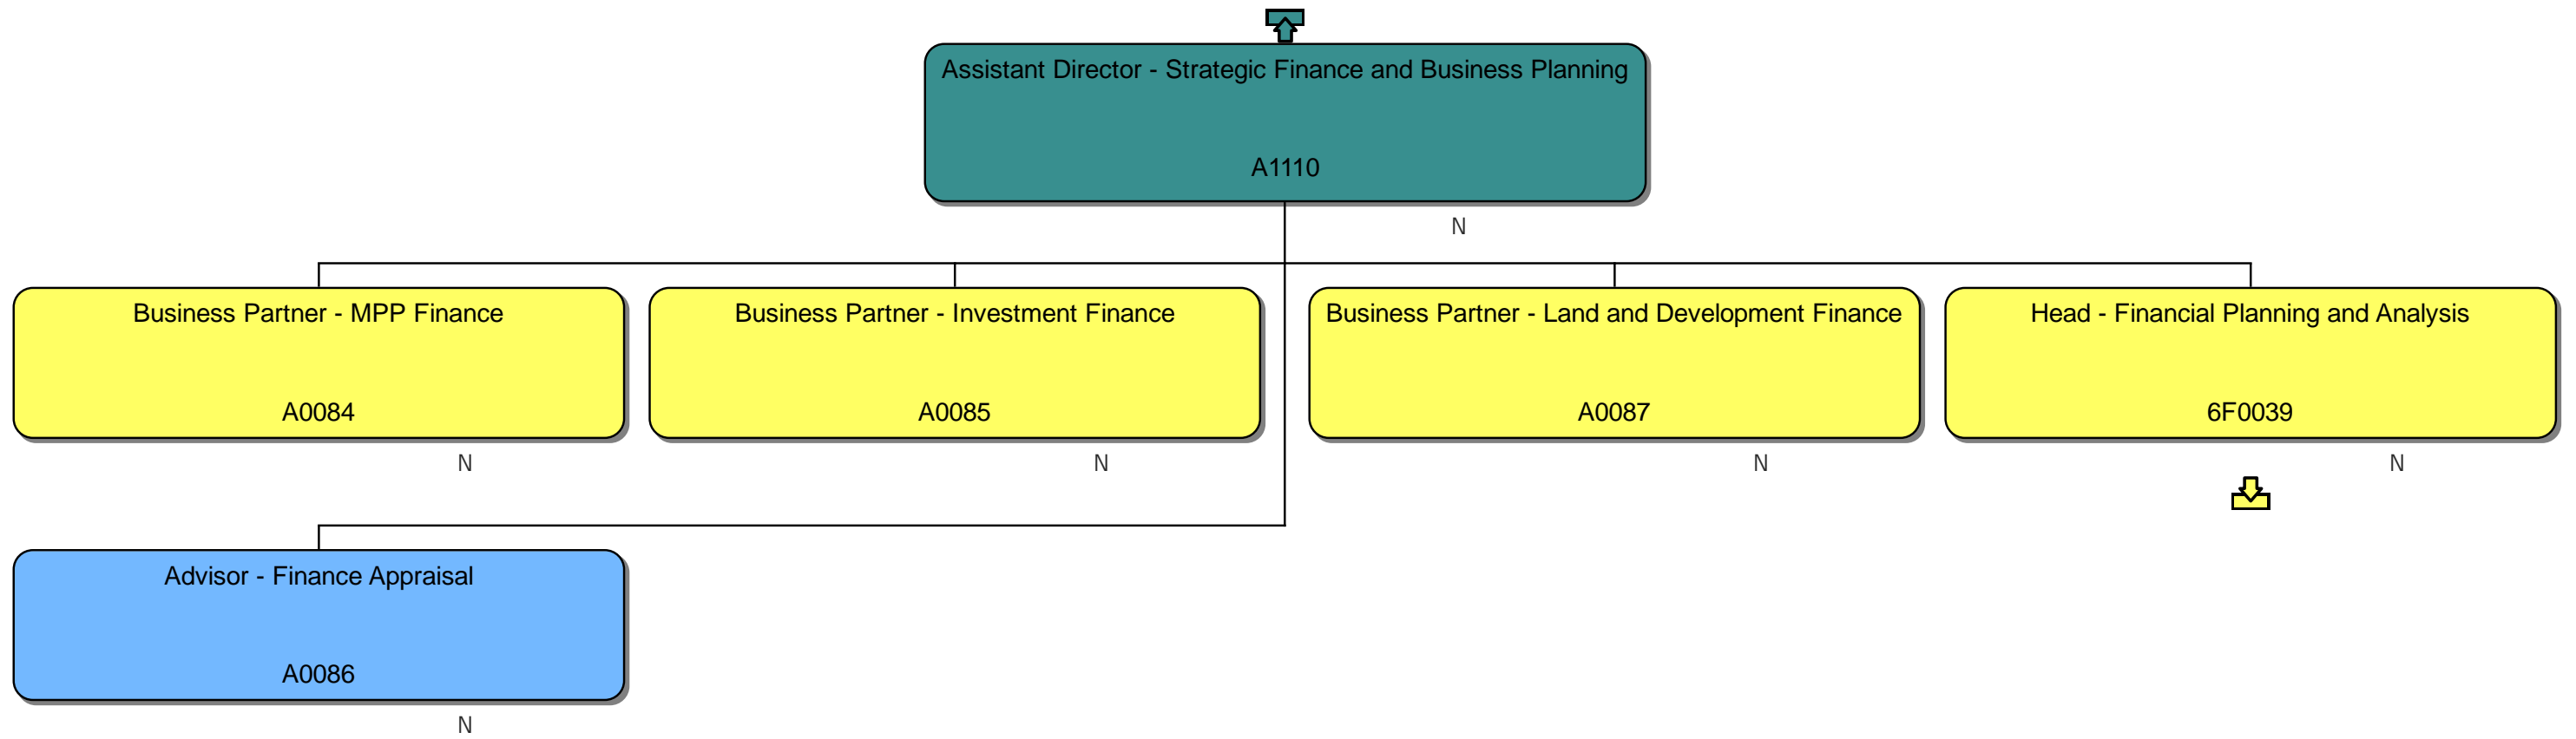 Assistant Director - Strategic Finance and Business Planning
A1110
N
Business Partner - MPP Finance
A0084
N
Business Partner - Investment Finance
A0085
N
Business Partner - Land and Development Finance
A0087
N
Head - Financial Planning and Analysis
6F0039
N
Advisor - Finance Appraisal
A0086
N